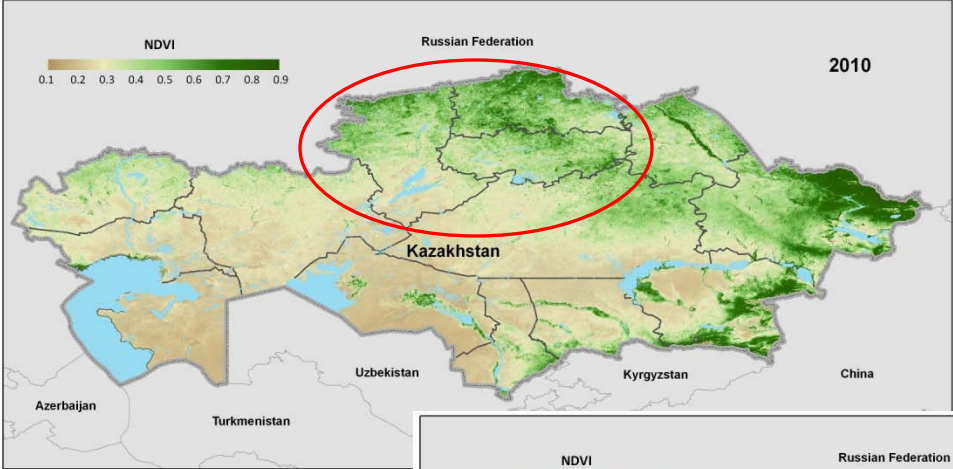 Russian Federation
NDVI
2010
0.1 0.2 0.3 0.4 0.5 0.6 0.7 0.8 0.9
Kazakhstan
Uzbekistan
Kyrgyzstan
China
Azerbaijan
Turkmenistan
NDVI
Russian Federation